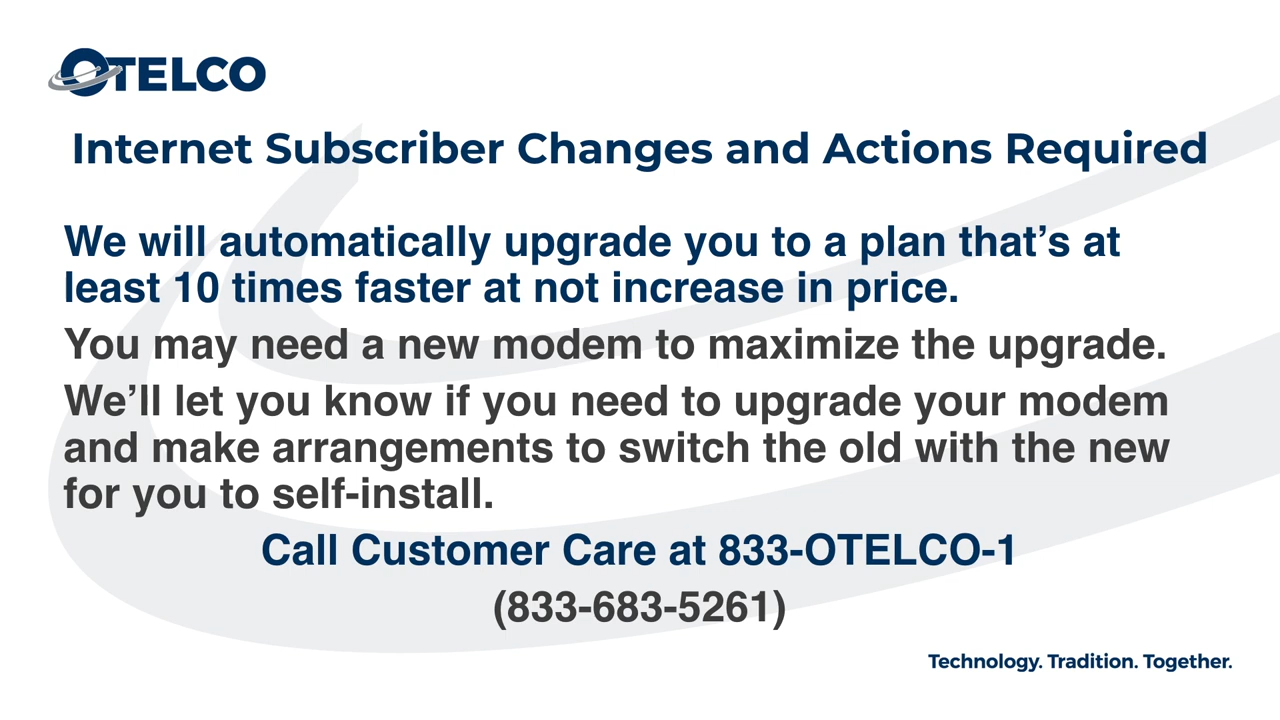 OTELCO
Internet Subscriber Changes and Actions Required
We will automatically upgrade you to a plan that’s at
least 10 times faster at not increase in price.
You may need a new modem to maximize the upgrade.
We’ll let you know if you need to upgrade your modem
and make arrangements to switch the old with the new
for you to self-install.
Call Customer Care at 833-OTELCO-1
(833-683-5261)
Technology. Tradition. Together.